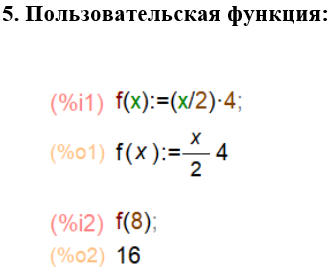 5. Пользовательская функция:
(%i1) f(x):=(x/2)·4;
(%o1) f(x):=x/2 4
(%i2) f(8);
(%o2) 16